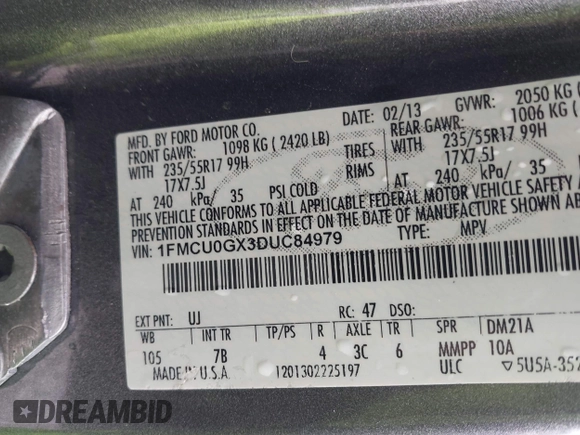 MFD. BY FORD MOTOR CO.
DATE: 02/13 GVWR: 2050 KG
FRONT GAWR: 1098 KG ( 2420 LB)
REAR GAWR: 1006 KG
WITH 235/55R17 99H TIRES WITH 235/55R17 99H
17X7.5J RIMS 17X7.5J
AT 240 kPa/ 35 PSI COLD AT 240 kPa/ 35
THIS VEHICLE CONFORMS TO ALL APPLICABLE FEDERAL MOTOR VEHICLE SAFETY
PREVENTION STANDARDS IN EFFECT ON THE DATE OF MANUFACTURE SHOWN
VIN: 1FMCU0GX3DUC84979 TYPE: MPV
EXT PNT: UJ RC: 47 DSO:
WB INT TR TP/PS R AXLE TR SPR DM21A
105 7B 4 3C 6 MMPP 10A
MADE IN U.S.A. 1201302225197 ULC ▽5U5A-352
DREAMBID